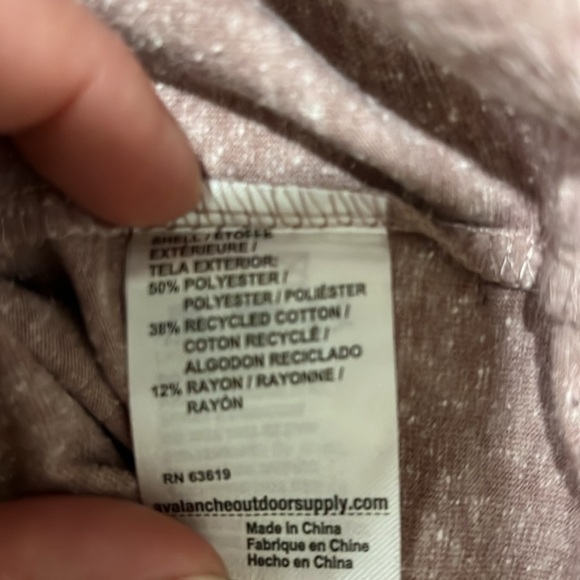 SHELL / ÉTOFFE
EXTÉRIEURE /
TELA EXTERIOR:
50% POLYESTER /
POLYESTER / POLIÉSTER
38% RECYCLED COTTON /
COTON RECYCLÉ /
ALGODON RECICLADO
12% RAYON / RAYONNE /
RAYÓN
RN 63619
avalancheoutdoorsupply.com
Made in China
Fabrique en Chine
Hecho en China